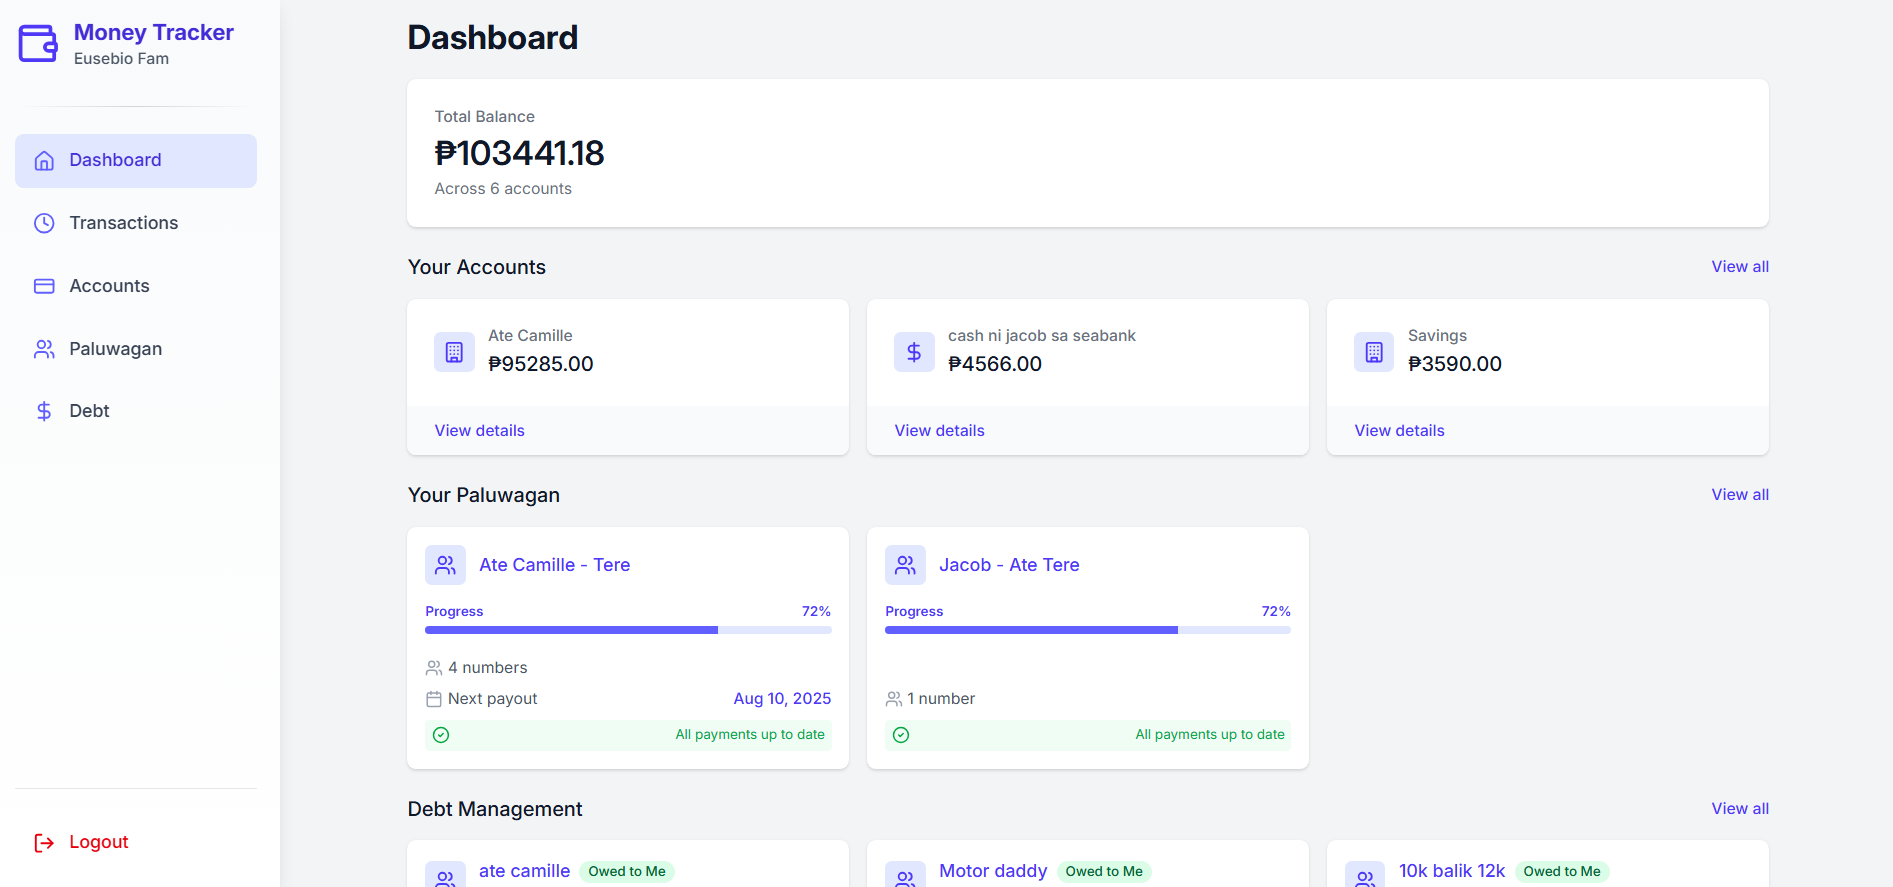 Money Tracker
Eusebio Fam
Dashboard
Transactions
Accounts
Paluwagan
Debt
Logout
Dashboard
Total Balance
₱103441.18
Across 6 accounts
Your Accounts
View all
Ate Camille
₱95285.00
View details
cash ni jacob sa seabank
₱4566.00
View details
Savings
₱3590.00
View details
Your Paluwagan
View all
Ate Camille - Tere
Progress 72%
4 numbers
Next payout Aug 10, 2025
All payments up to date
Jacob - Ate Tere
Progress 72%
1 number
All payments up to date
Debt Management
View all
ate camille Owed to Me
Motor daddy Owed to Me
10k balik 12k Owed to Me